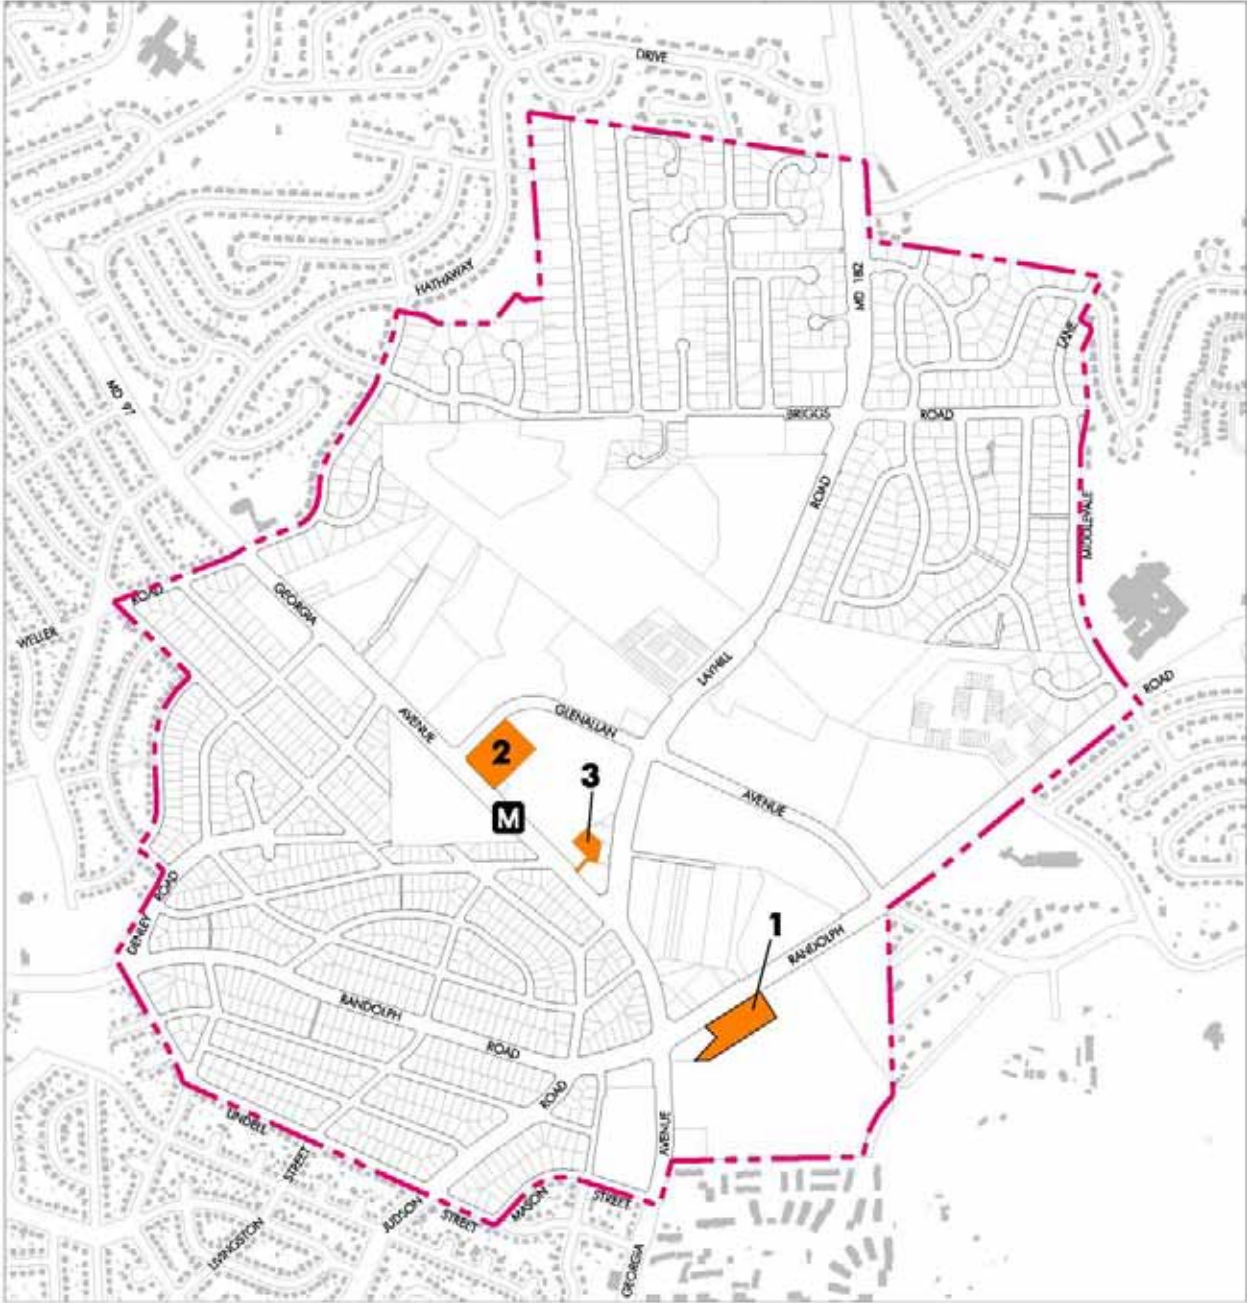 DRIVE
HATHAWAY
MD 182
LANE
MD 97
BRIGGS
ROAD
ROAD
MIDDLEVALE
ROAD
GEORGIA
WELLER
LAYHILL
ROAD
AVENUE
GLENALLAN
2
3
AVENUE
M
ROAD
DENLEY
1
RANDOLPH
RANDOLPH
ROAD
ROAD
LINDELL
AVENUE
STREET
JUDSON
STREET
MASON
STREET
LIVINGSTON
GEORGIA